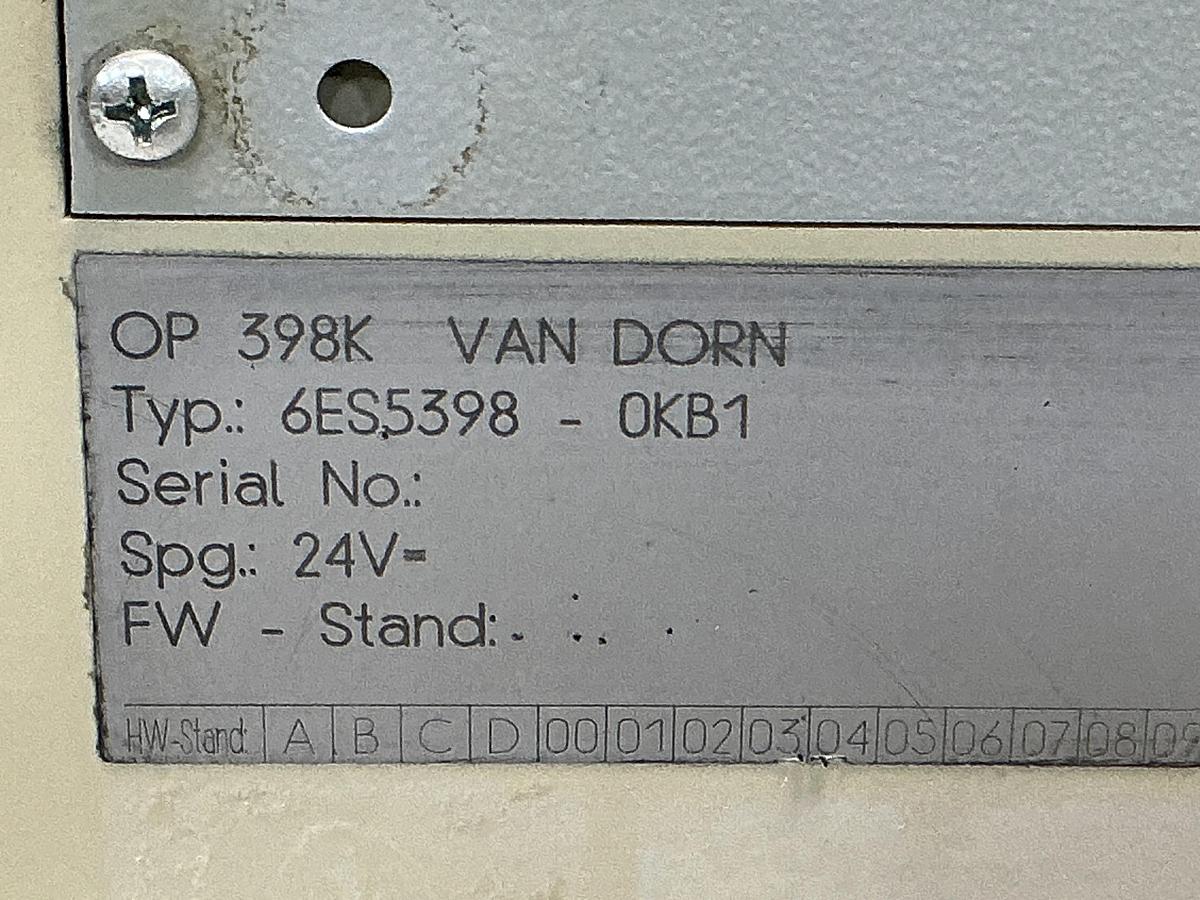 OP 398K VAN DORN
Typ.: 6ES5398 - 0KB1
Serial No.:
Spg.: 24V=
FW - Stand:
HW-Stand: A B C D 00 01 02 03 04 05 06 07 08 09